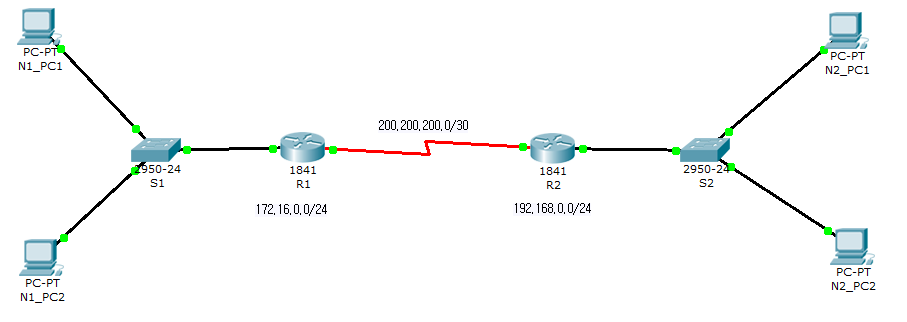 PC-PT
N1_PC1
PC-PT
N2_PC1
200,200,200,0/30
2950-24
S1
1841
R1
1841
R2
2950-24
S2
172,16,0,0/24
192,168,0,0/24
PC-PT
N1_PC2
PC-PT
N2_PC2